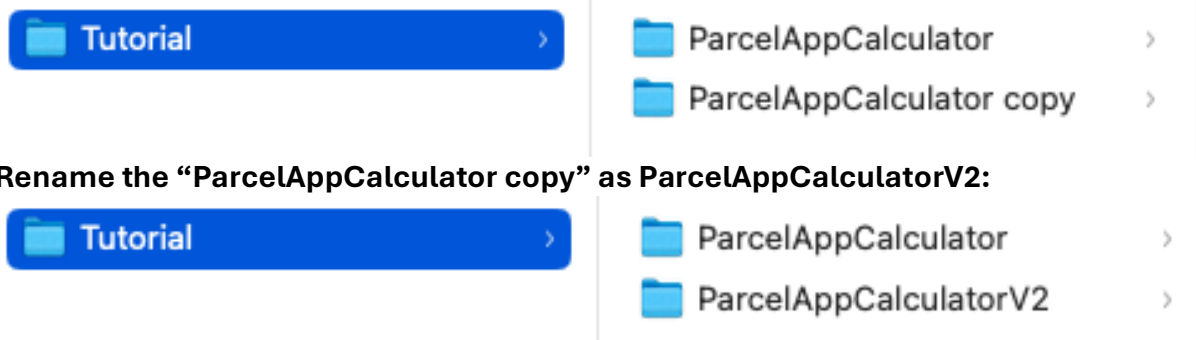 Tutorial
ParcelAppCalculator
ParcelAppCalculator copy
Rename the “ParcelAppCalculator copy” as ParcelAppCalculatorV2:
Tutorial
ParcelAppCalculator
ParcelAppCalculatorV2